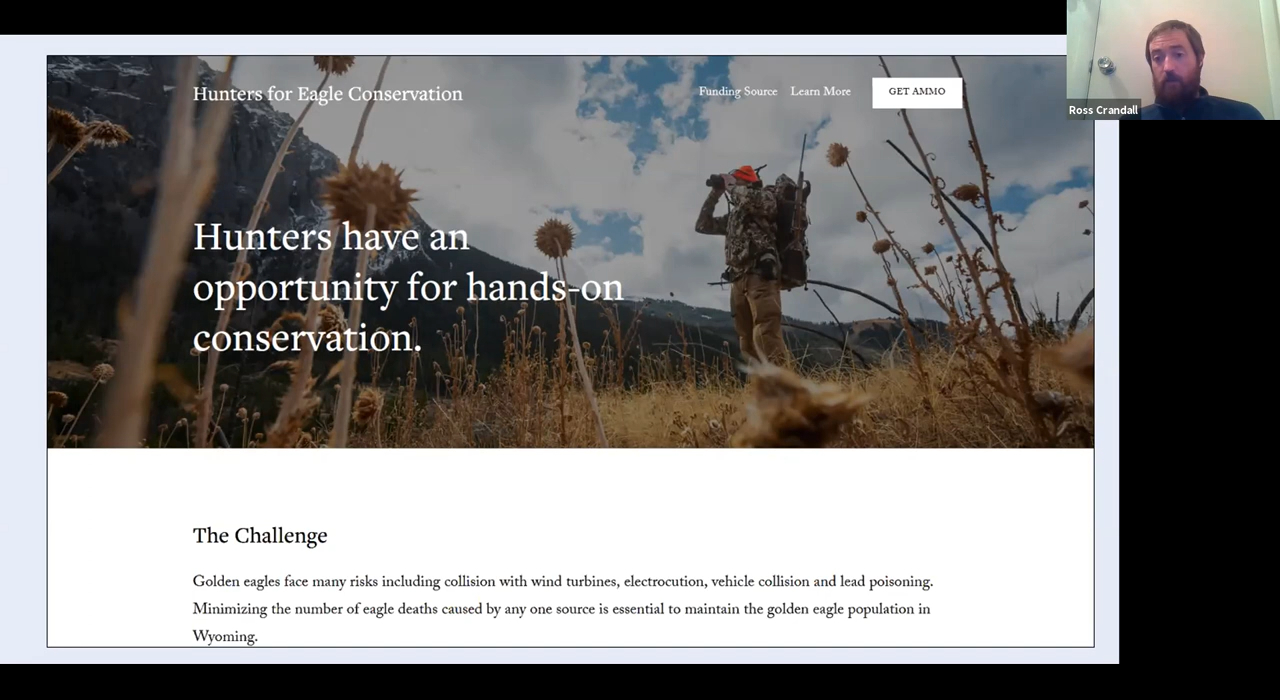 Hunters for Eagle Conservation
Funding Source
Learn More
GET AMMO
Ross Crandall
Hunters have an
opportunity for hands-on
conservation.
The Challenge
Golden eagles face many risks including collision with wind turbines, electrocution, vehicle collision and lead poisoning.
Minimizing the number of eagle deaths caused by any one source is essential to maintain the golden eagle population in
Wyoming.